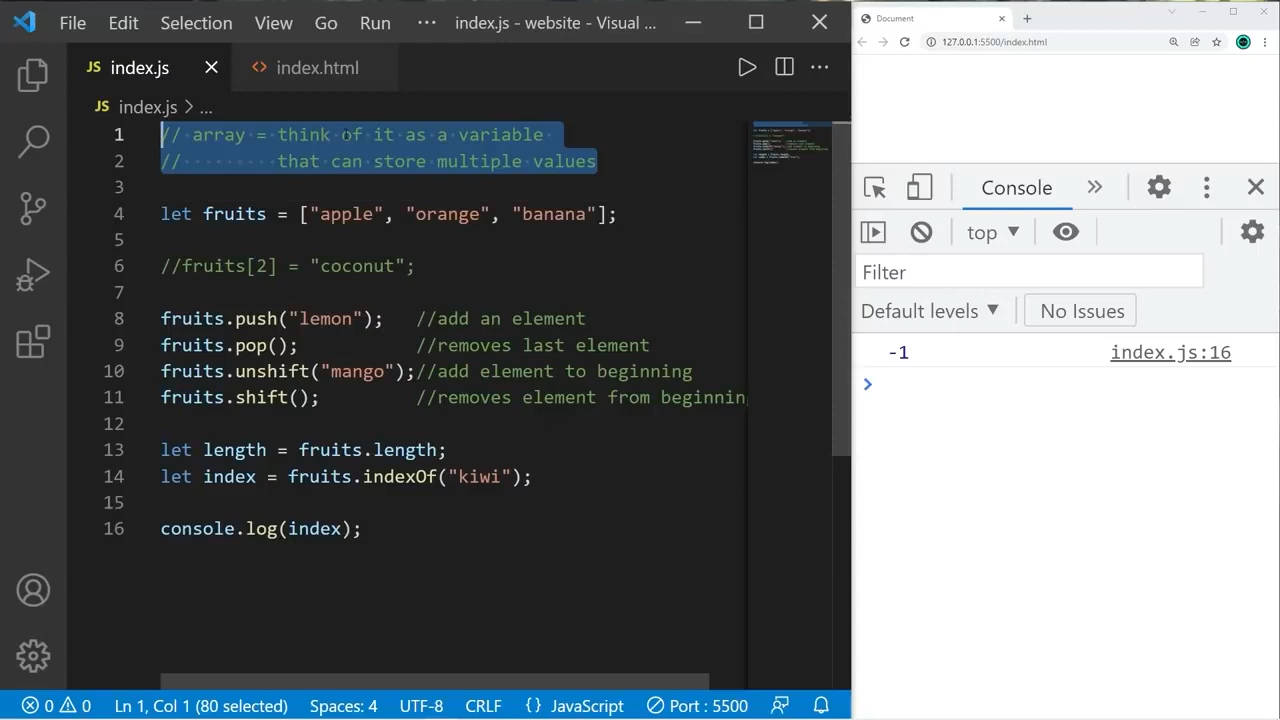 File Edit Selection View Go Run ··· index.js - website - Visual ...
JS index.js
<> index.html
JS index.js > ...
1 // array = think of it as a variable
2 // that can store multiple values
3
4 let fruits = ["apple", "orange", "banana"];
5
6 //fruits[2] = "coconut";
7
8 fruits.push("lemon"); //add an element
9 fruits.pop(); //removes last element
10 fruits.unshift("mango");//add element to beginning
11 fruits.shift(); //removes element from beginnin
12
13 let length = fruits.length;
14 let index = fruits.indexOf("kiwi");
15
16 console.log(index);
0 0 Ln 1, Col 1 (80 selected) Spaces: 4 UTF-8 CRLF {} JavaScript Port : 5500
Document
127.0.0.1:5500/index.html
Console
top
Filter
Default levels No Issues
-1 index.js:16